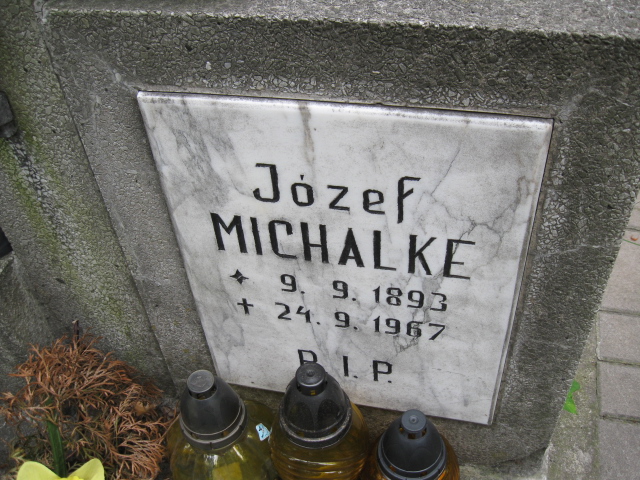 Józef
MICHALKE
9. 9. 1893
24. 9. 1967
R.I.P.